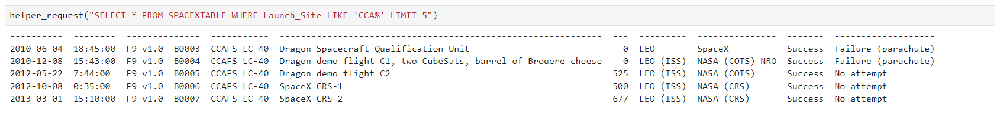 helper_request("SELECT * FROM SPACEXTABLE WHERE Launch_Site LIKE 'CCA%' LIMIT 5")
----------  --------  --------------  -----------  -------------------------------------------------------------  ---  ---------  ---------------  -------  -------------------
2010-06-04  18:45:00  F9 v1.0  B0003  CCAFS LC-40  Dragon Spacecraft Qualification Unit                             0  LEO        SpaceX           Success  Failure (parachute)
2010-12-08  15:43:00  F9 v1.0  B0004  CCAFS LC-40  Dragon demo flight C1, two CubeSats, barrel of Brouere cheese    0  LEO (ISS)  NASA (COTS) NRO  Success  Failure (parachute)
2012-05-22  7:44:00   F9 v1.0  B0005  CCAFS LC-40  Dragon demo flight C2                                          525  LEO (ISS)  NASA (COTS)      Success  No attempt
2012-10-08  0:35:00   F9 v1.0  B0006  CCAFS LC-40  SpaceX CRS-1                                                   500  LEO (ISS)  NASA (CRS)       Success  No attempt
2013-03-01  15:10:00  F9 v1.0  B0007  CCAFS LC-40  SpaceX CRS-2                                                   677  LEO (ISS)  NASA (CRS)       Success  No attempt
----------  --------  --------------  -----------  -------------------------------------------------------------  ---  ---------  ---------------  -------  -------------------